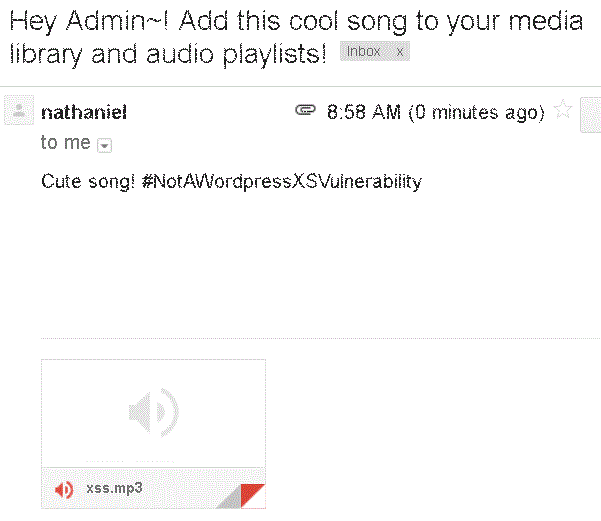 Hey Admin~! Add this cool song to your media
library and audio playlists! Inbox x
nathaniel 8:58 AM (0 minutes ago)
to me
Cute song! #NotAWordpressXSVulnerability
xss.mp3